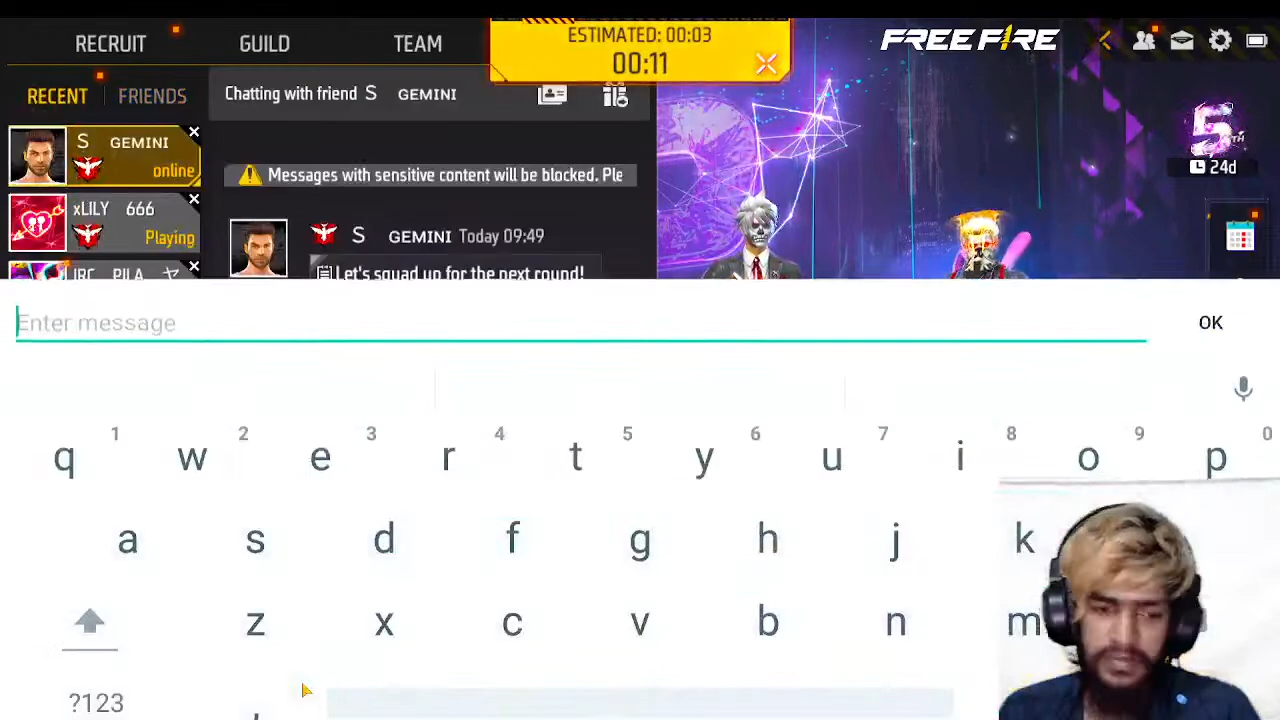 RECRUIT
GUILD
TEAM
ESTIMATED: 00:03
00:11
FREE FIRE
RECENT
FRIENDS
Chatting with friend S GEMINI
S GEMINI
online
Messages with sensitive content will be blocked. Ple
xLILY 666
Playing
S GEMINI Today 09:49
Let's squad up for the next round!
5TH
24d
Enter message
OK
1 2 3 4 5 6 7 8 9 0
q w e r t y u i o p
a s d f g h j k
z x c v b n m
?123 ,